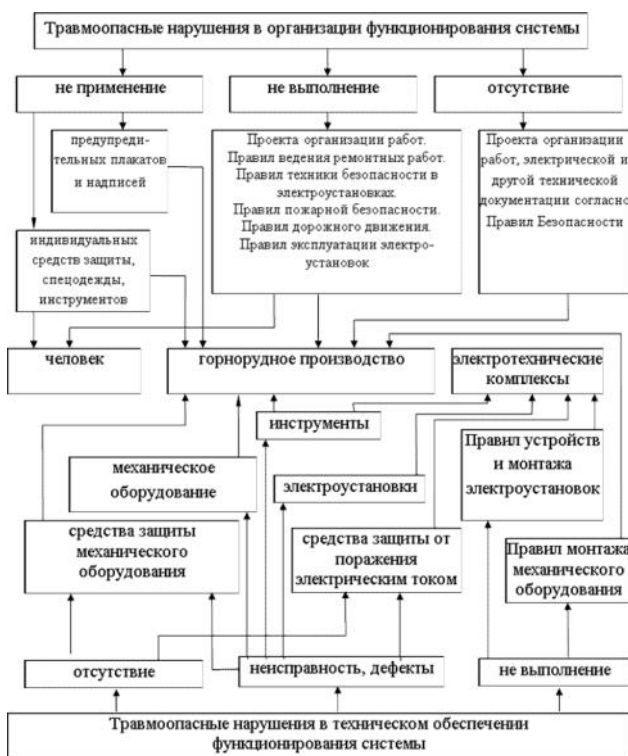 Травмоопасные нарушения в организации функционирования системы
не применение
не выполнение
отсутствие
предупреди-
тельных плакатов
и надписей
Проекта организации работ.
Правил ведения ремонтных работ.
Правил техники безопасности в
электроустановках.
Правил пожарной безопасности.
Правил дорожного движения.
Правил эксплуатации электро-
установок
Проекта организации
работ, электрической и
другой технической
документации согласно
Правил Безопасности
индивидуальных
средств защиты,
спецодежды,
инструментов
человек
горнорудное производство
электротехнические
комплексы
инструменты
Правил устройств
и монтажа
электроустановок
механическое
оборудование
электроустановки
средства защиты
механического
оборудования
средства защиты от
поражения
электрическим током
Правил монтажа
механического
оборудования
отсутствие
неисправность, дефекты
не выполнение
Травмоопасные нарушения в техническом обеспечении
функционирования системы